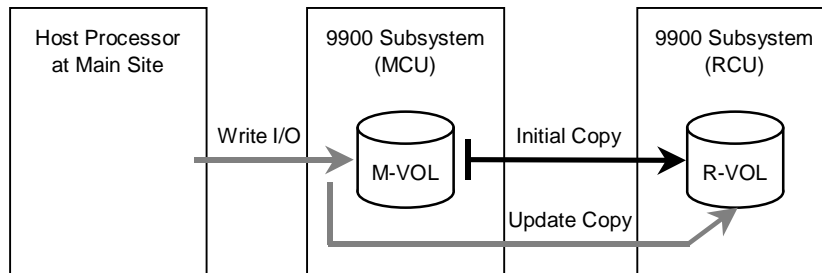 Host Processor
at Main Site
9900 Subsystem
(MCU)
9900 Subsystem
(RCU)
Write I/O
Initial Copy
M-VOL
R-VOL
Update Copy